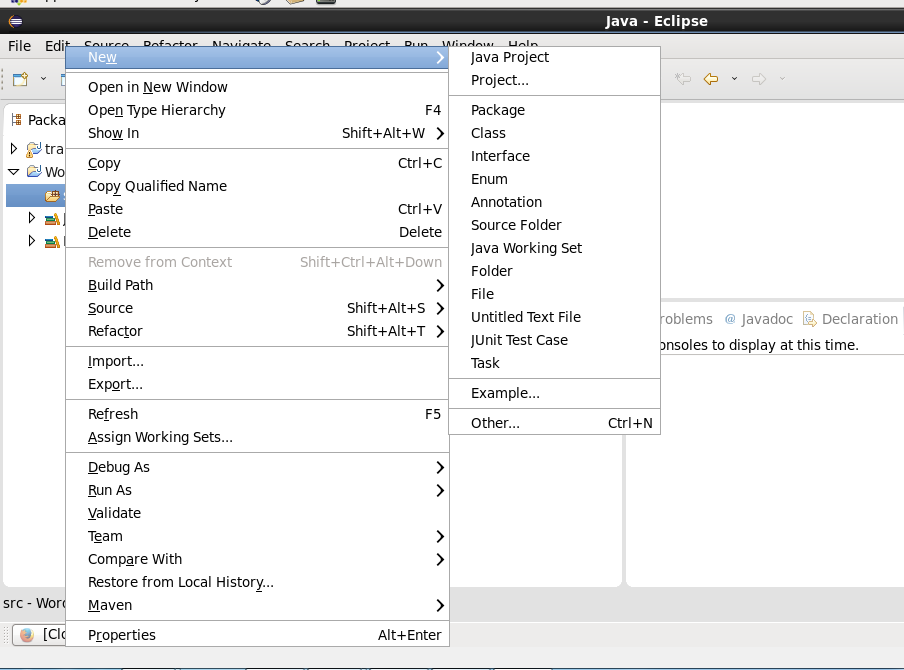 Java - Eclipse
File Edit Source Refactor Navigate Search Project Run Window Help
Packa
tra
Wo
New
Open in New Window
Open Type Hierarchy F4
Show In Shift+Alt+W
Copy Ctrl+C
Copy Qualified Name
Paste Ctrl+V
Delete Delete
Remove from Context Shift+Ctrl+Alt+Down
Build Path
Source Shift+Alt+S
Refactor Shift+Alt+T
Import...
Export...
Refresh F5
Assign Working Sets...
Debug As
Run As
Validate
Team
Compare With
Restore from Local History...
Maven
Properties Alt+Enter
Java Project
Project...
Package
Class
Interface
Enum
Annotation
Source Folder
Java Working Set
Folder
File
Untitled Text File
JUnit Test Case
Task
Example...
Other... Ctrl+N
roblems @ Javadoc Declaration
onsoles to display at this time.
src - Word
[Clo